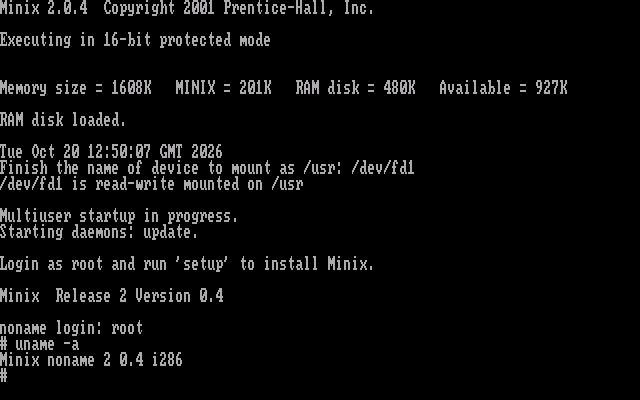 Minix 2.0.4  Copyright 2001 Prentice-Hall, Inc.
Executing in 16-bit protected mode
Memory size = 1608K   MINIX = 201K   RAM disk = 480K   Available = 927K
RAM disk loaded.
Tue Oct 20 12:50:07 GMT 2026
Finish the name of device to mount as /usr: /dev/fd1
/dev/fd1 is read-write mounted on /usr
Multiuser startup in progress.
Starting daemons: update.
Login as root and run 'setup' to install Minix.
Minix  Release 2 Version 0.4
noname login: root
# uname -a
Minix noname 2 0.4 i286
#